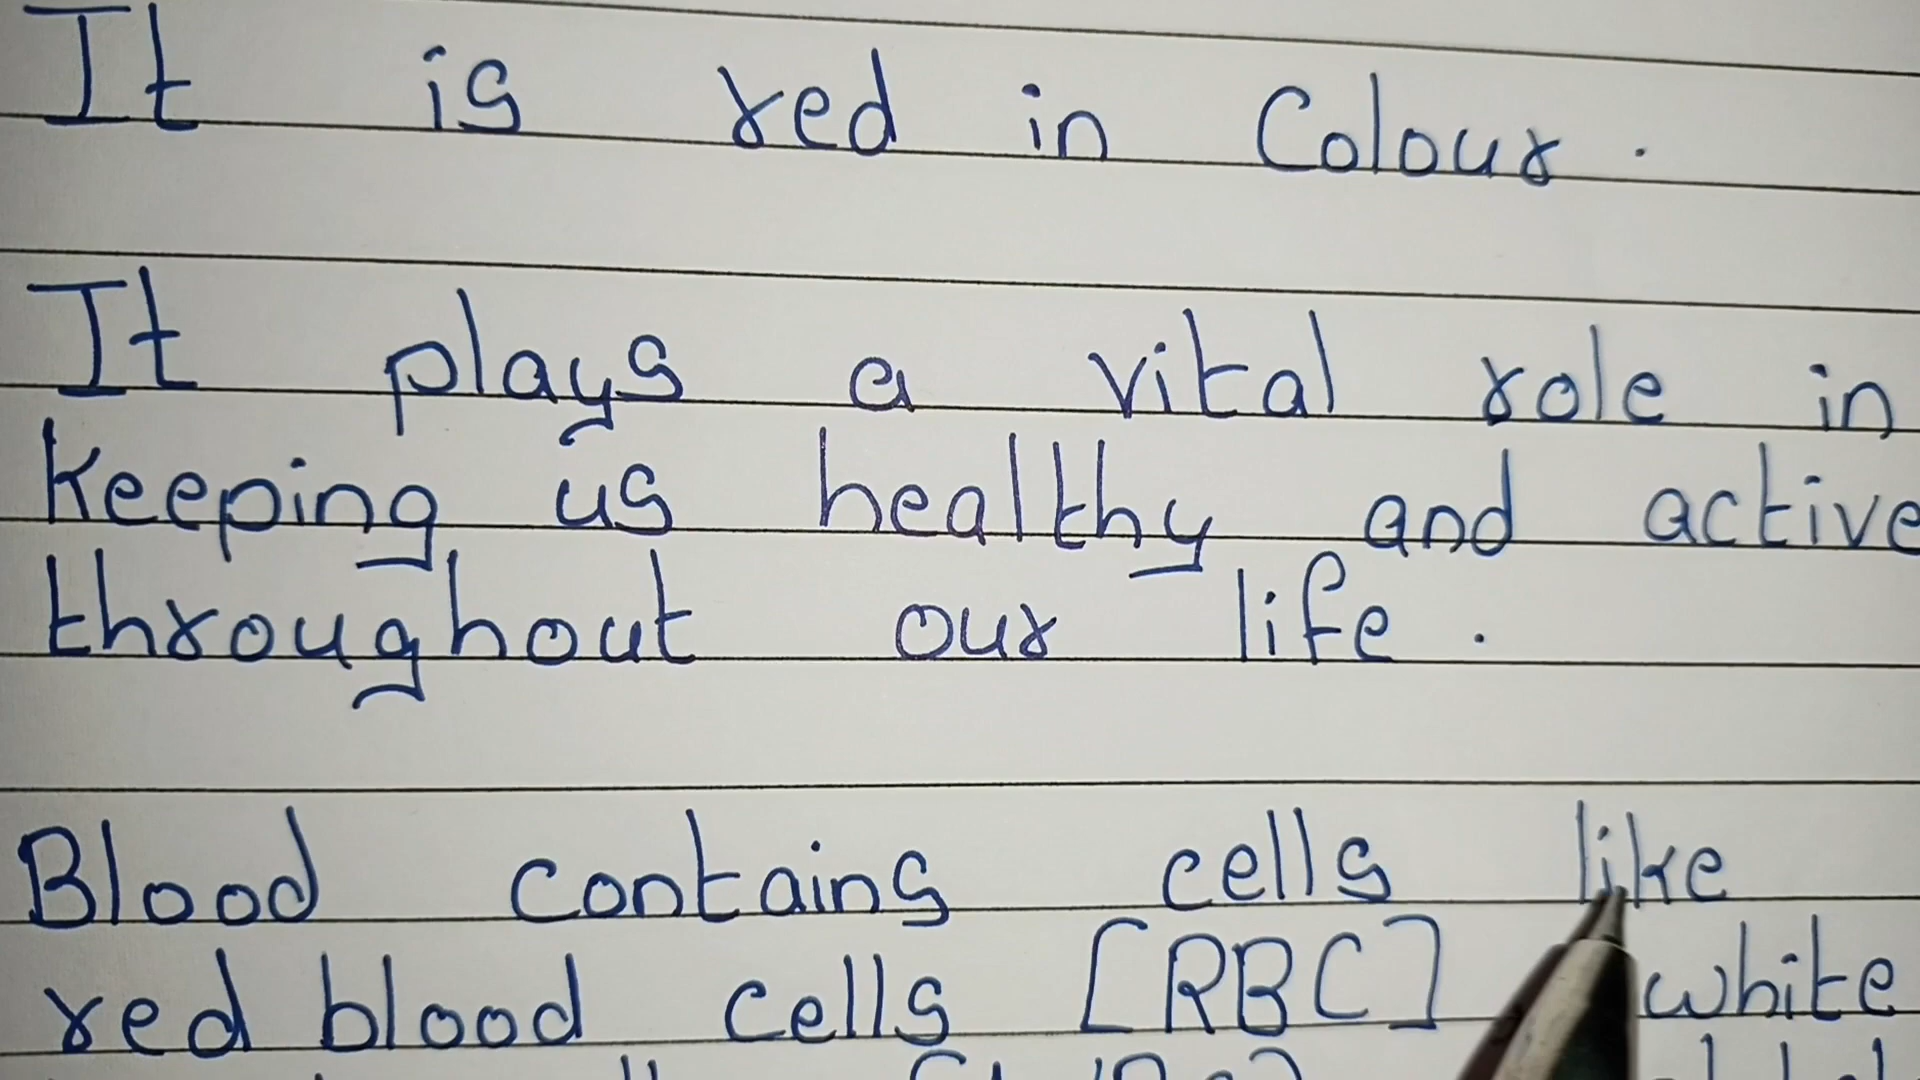 It is red in Colour.
It plays a vital role in
Keeping us healthy and active
throughout our life.
Blood contains cells like
red blood cells [RBC] white